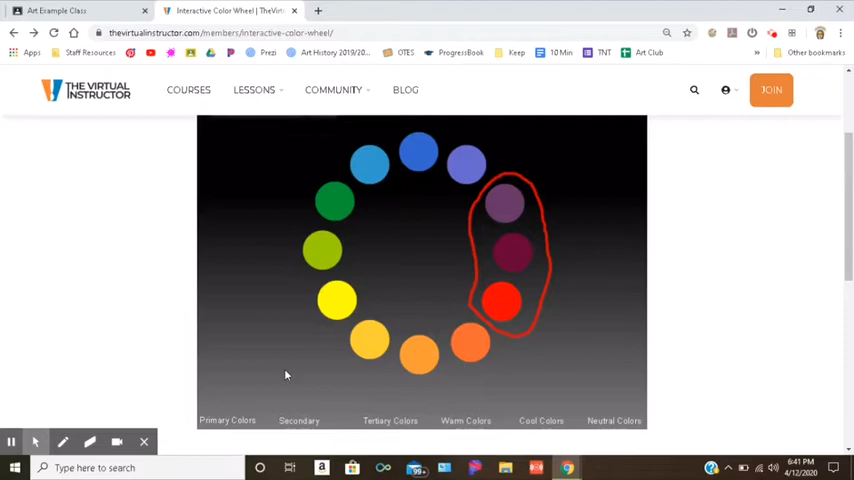 Art Example Class
Interactive Color Wheel | TheVirtu
thevirtualinstructor.com/members/interactive-color-wheel/
Apps Staff Resources Prezi Art History 2019/20... OTES ProgressBook Keep 10 Min TNT Art Club Other bookmarks
THE VIRTUAL
INSTRUCTOR
COURSES LESSONS COMMUNITY BLOG JOIN
Primary Colors Secondary Tertiary Colors Warm Colors Cool Colors Neutral Colors
Type here to search
99+
6:41 PM
4/12/2020